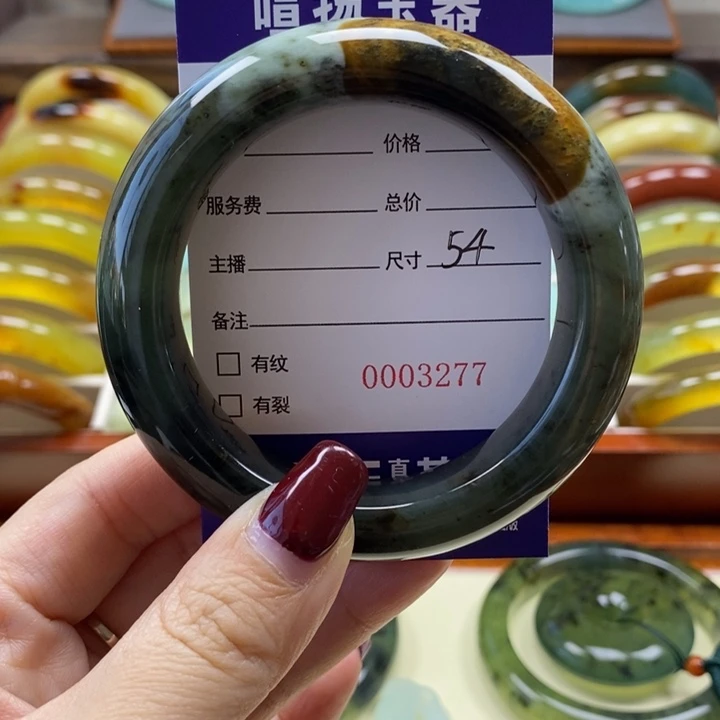 价格
服务费 总价
主播 尺寸 54
备注
有纹
0003277
有裂